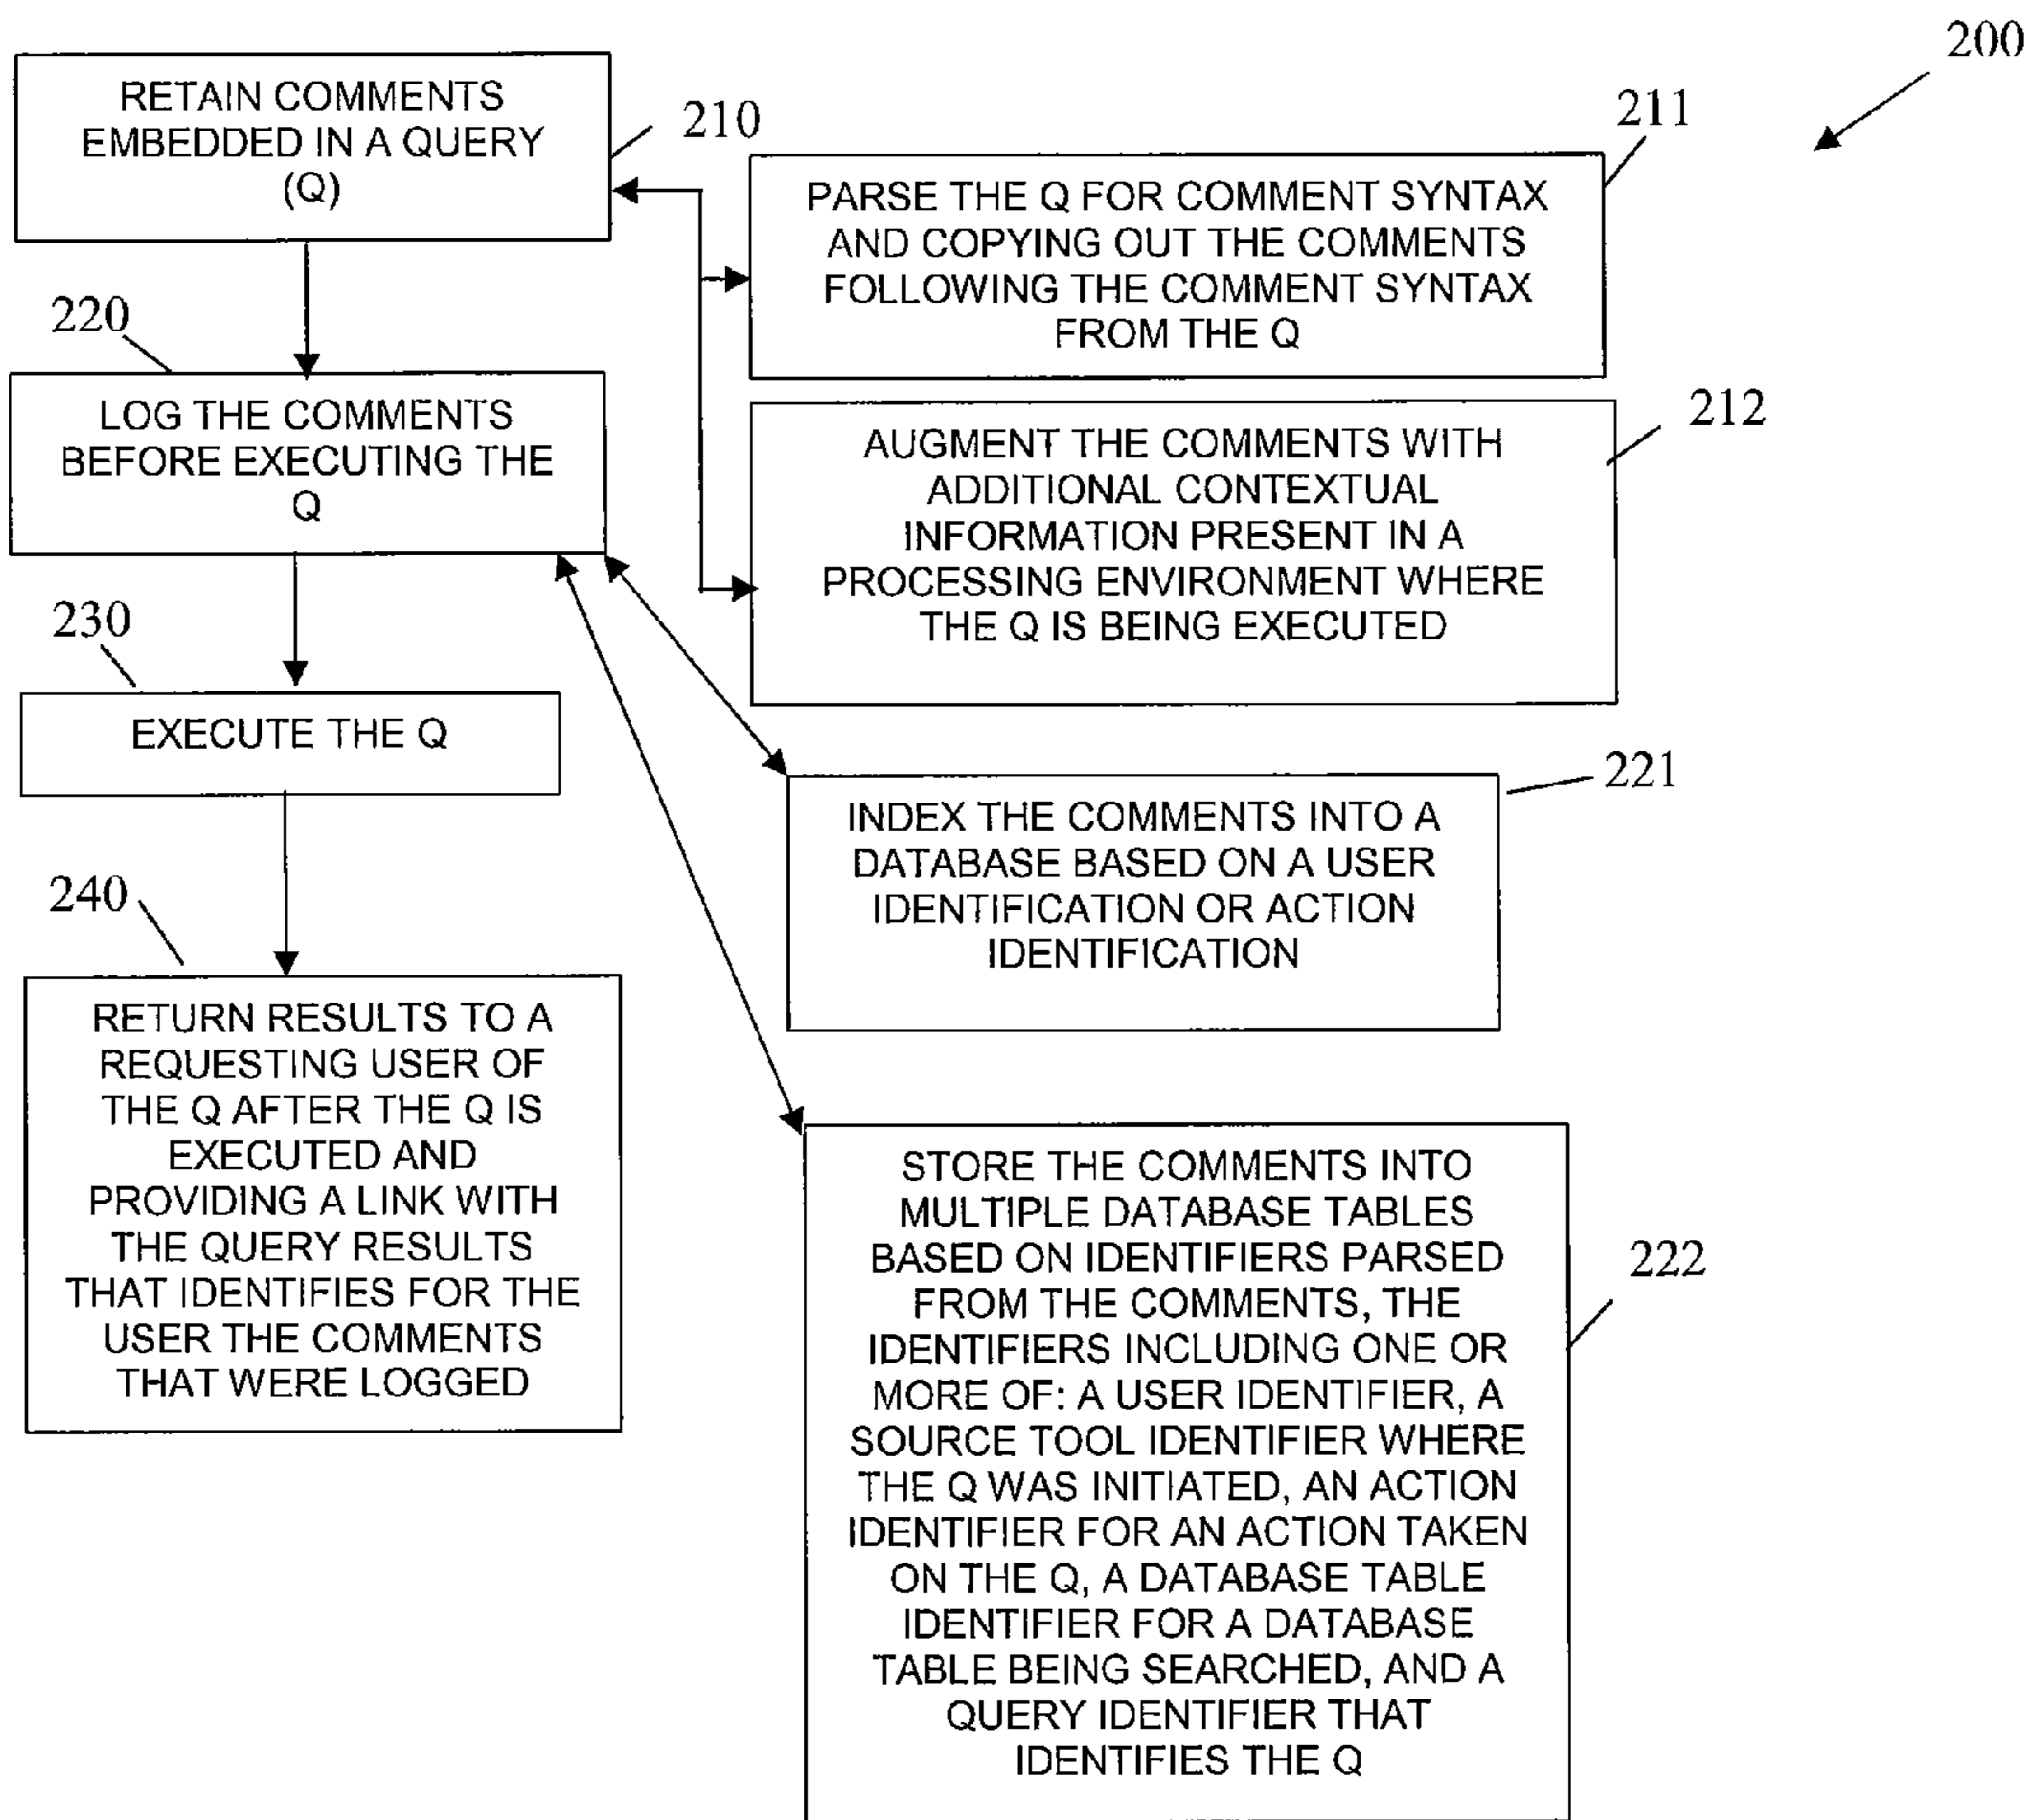 200
RETAIN COMMENTS
EMBEDDED IN A QUERY
(Q)
210
211
PARSE THE Q FOR COMMENT SYNTAX
AND COPYING OUT THE COMMENTS
FOLLOWING THE COMMENT SYNTAX
FROM THE Q
220
LOG THE COMMENTS
BEFORE EXECUTING THE
Q
212
AUGMENT THE COMMENTS WITH
ADDITIONAL CONTEXTUAL
INFORMATION PRESENT IN A
PROCESSING ENVIRONMENT WHERE
THE Q IS BEING EXECUTED
230
EXECUTE THE Q
221
INDEX THE COMMENTS INTO A
DATABASE BASED ON A USER
IDENTIFICATION OR ACTION
IDENTIFICATION
240
RETURN RESULTS TO A
REQUESTING USER OF
THE Q AFTER THE Q IS
EXECUTED AND
PROVIDING A LINK WITH
THE QUERY RESULTS
THAT IDENTIFIES FOR THE
USER THE COMMENTS
THAT WERE LOGGED
222
STORE THE COMMENTS INTO
MULTIPLE DATABASE TABLES
BASED ON IDENTIFIERS PARSED
FROM THE COMMENTS, THE
IDENTIFIERS INCLUDING ONE OR
MORE OF: A USER IDENTIFIER, A
SOURCE TOOL IDENTIFIER WHERE
THE Q WAS INITIATED, AN ACTION
IDENTIFIER FOR AN ACTION TAKEN
ON THE Q, A DATABASE TABLE
IDENTIFIER FOR A DATABASE
TABLE BEING SEARCHED, AND A
QUERY IDENTIFIER THAT
IDENTIFIES THE Q